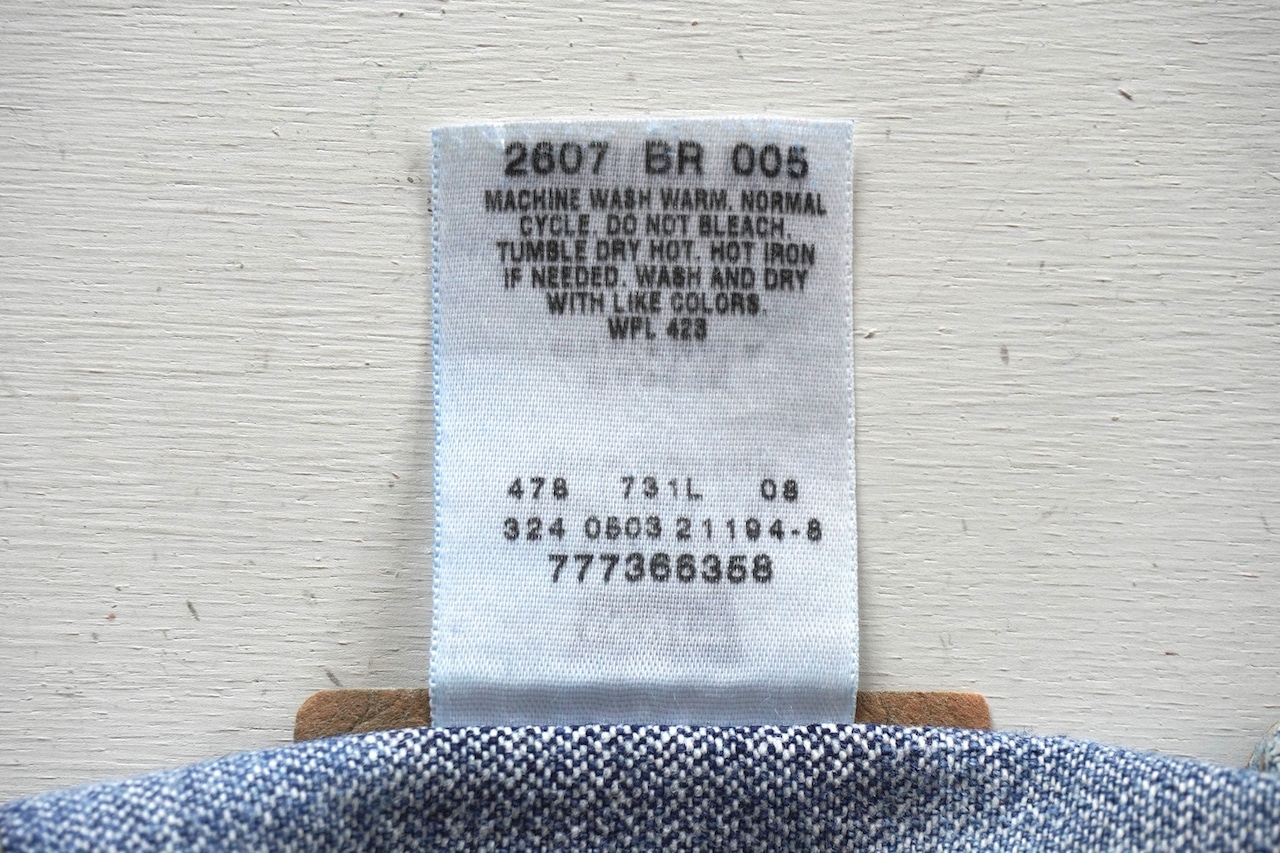 2607 BR 005
MACHINE WASH WARM. NORMAL
CYCLE. DO NOT BLEACH.
TUMBLE DRY HOT. HOT IRON
IF NEEDED. WASH AND DRY
WITH LIKE COLORS.
WPL 423
478 731L 08
324 0503 21194-8
777366358